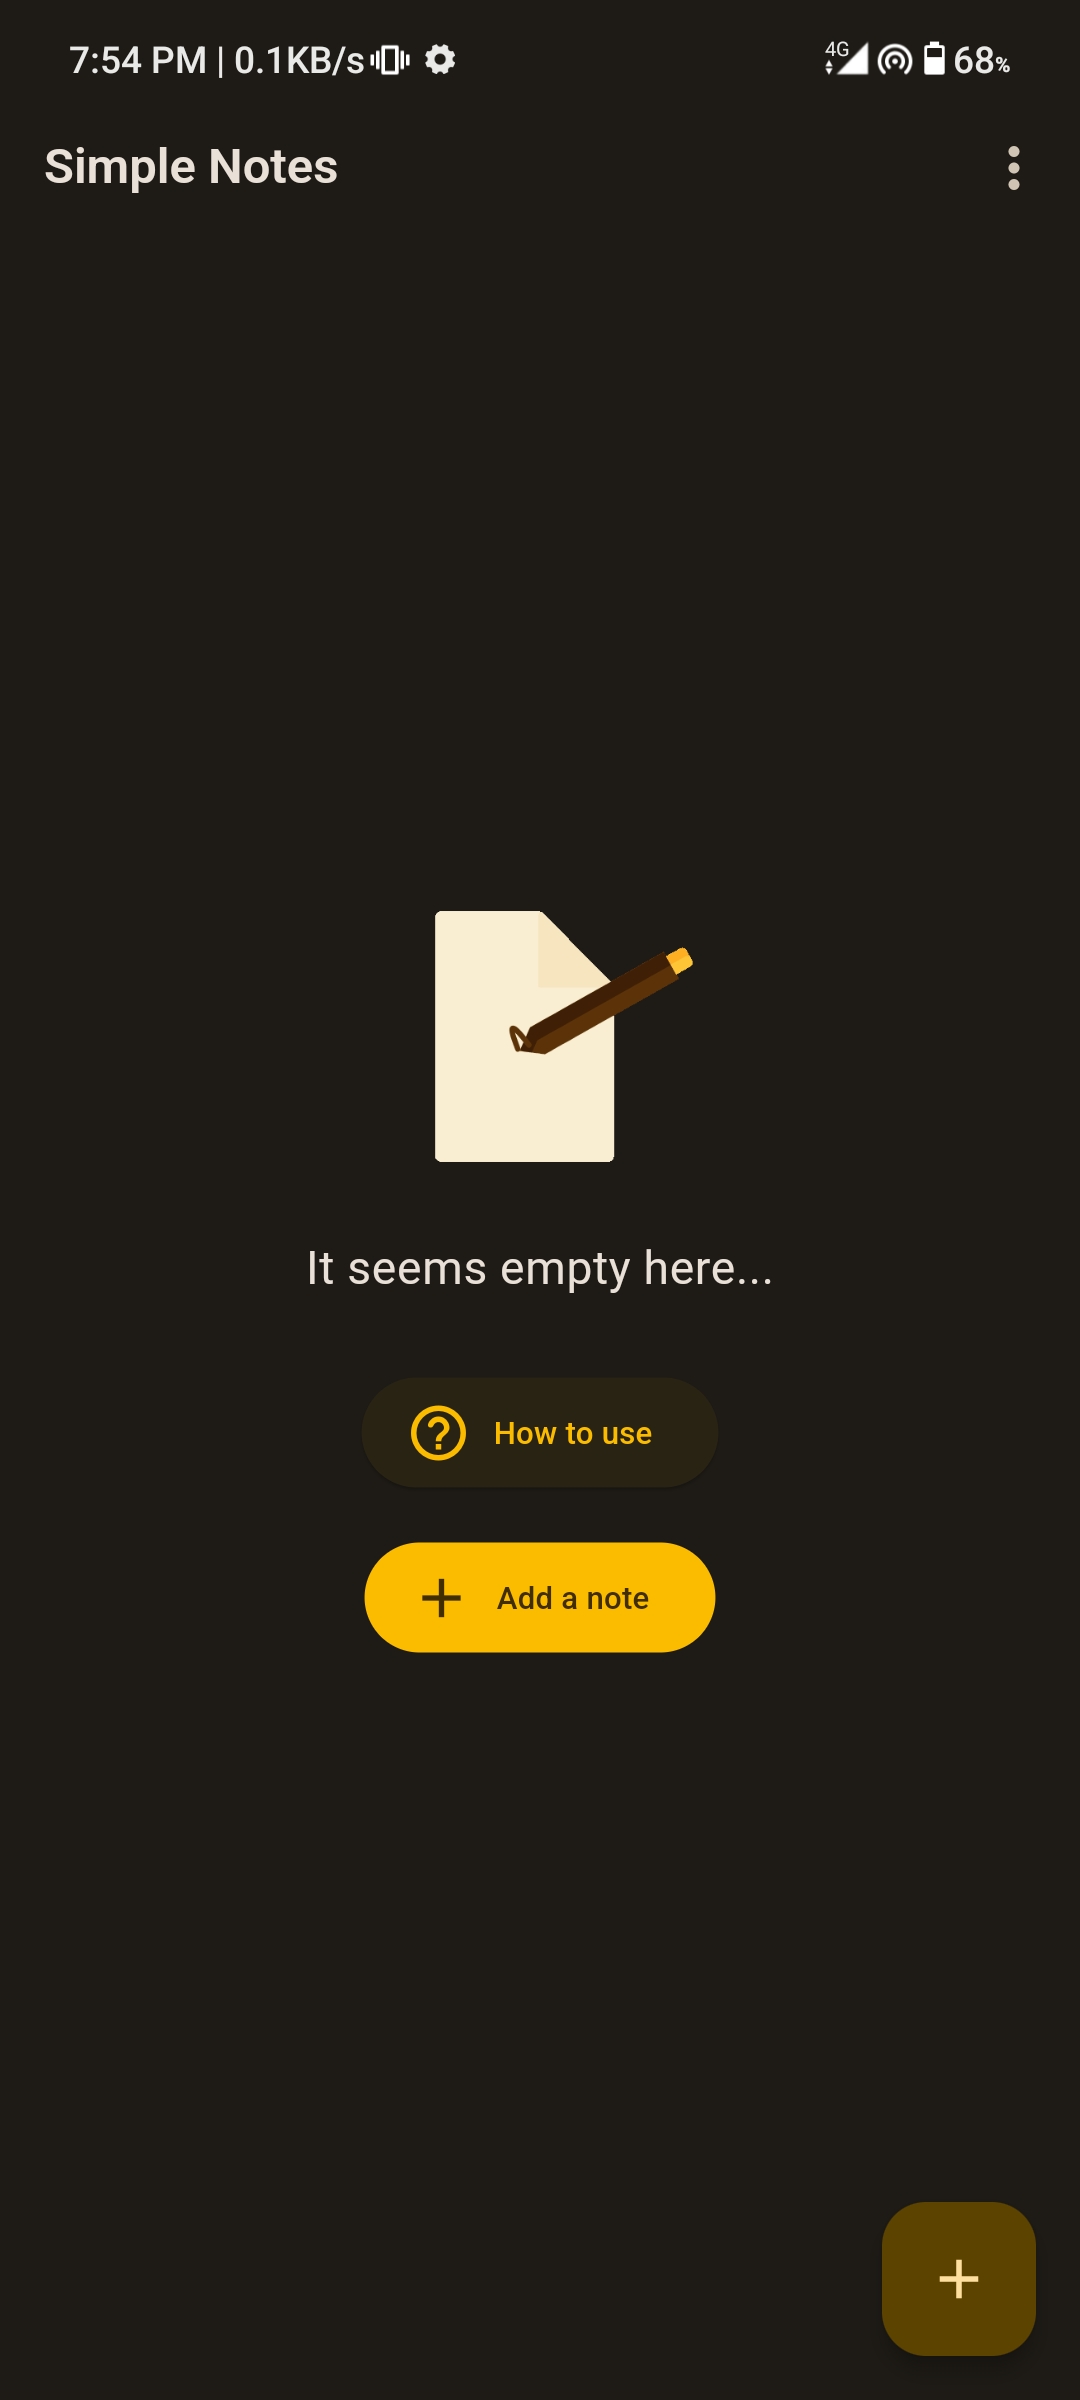 7:54 PM | 0.1KB/s 4G 68%
Simple Notes
It seems empty here...
How to use
Add a note